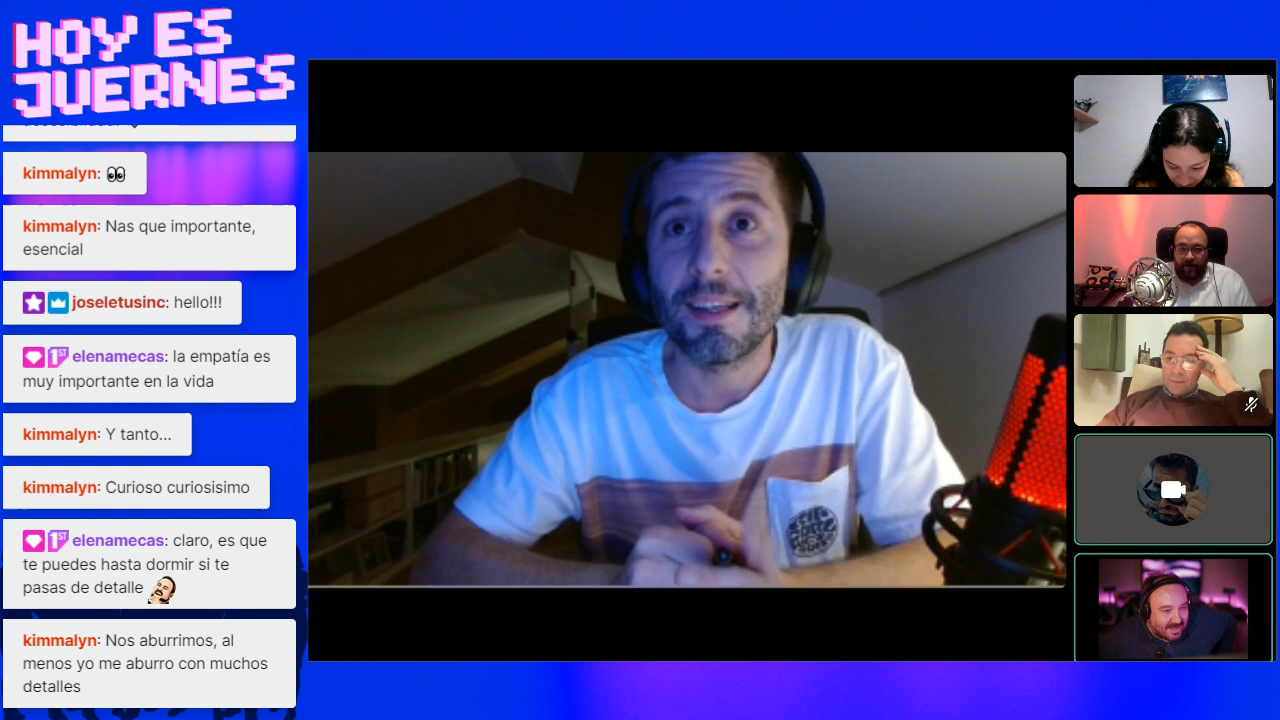 HOY ES
JUERNES
kimmalyn: 👀
kimmalyn: Nas que importante,
esencial
joseletusinc: hello!!!
1ST elenamecas: la empatía es
muy importante en la vida
kimmalyn: Y tanto...
kimmalyn: Curioso curiosisimo
1ST elenamecas: claro, es que
te puedes hasta dormir si te
pasas de detalle
kimmalyn: Nos aburrimos, al
menos yo me aburro con muchos
detalles